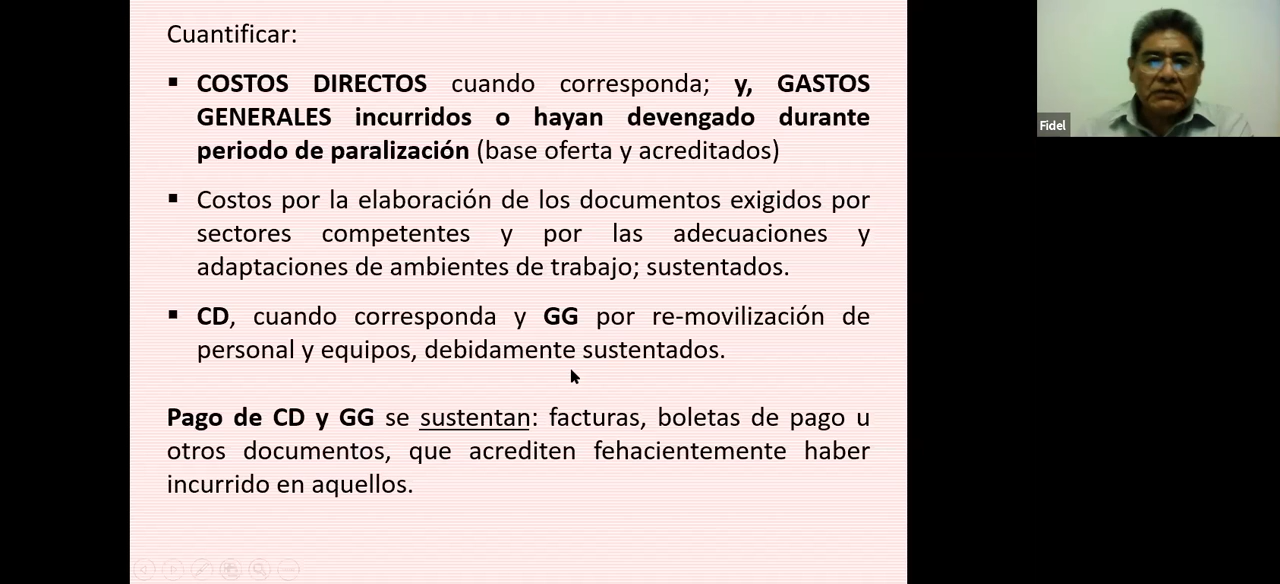 Cuantificar:
▪ COSTOS DIRECTOS cuando corresponda; y, GASTOS
GENERALES incurridos o hayan devengado durante
periodo de paralización (base oferta y acreditados)
▪ Costos por la elaboración de los documentos exigidos por
sectores competentes y por las adecuaciones y
adaptaciones de ambientes de trabajo; sustentados.
▪ CD, cuando corresponda y GG por re-movilización de
personal y equipos, debidamente sustentados.
Pago de CD y GG se sustentan: facturas, boletas de pago u
otros documentos, que acrediten fehacientemente haber
incurrido en aquellos.
Fidel